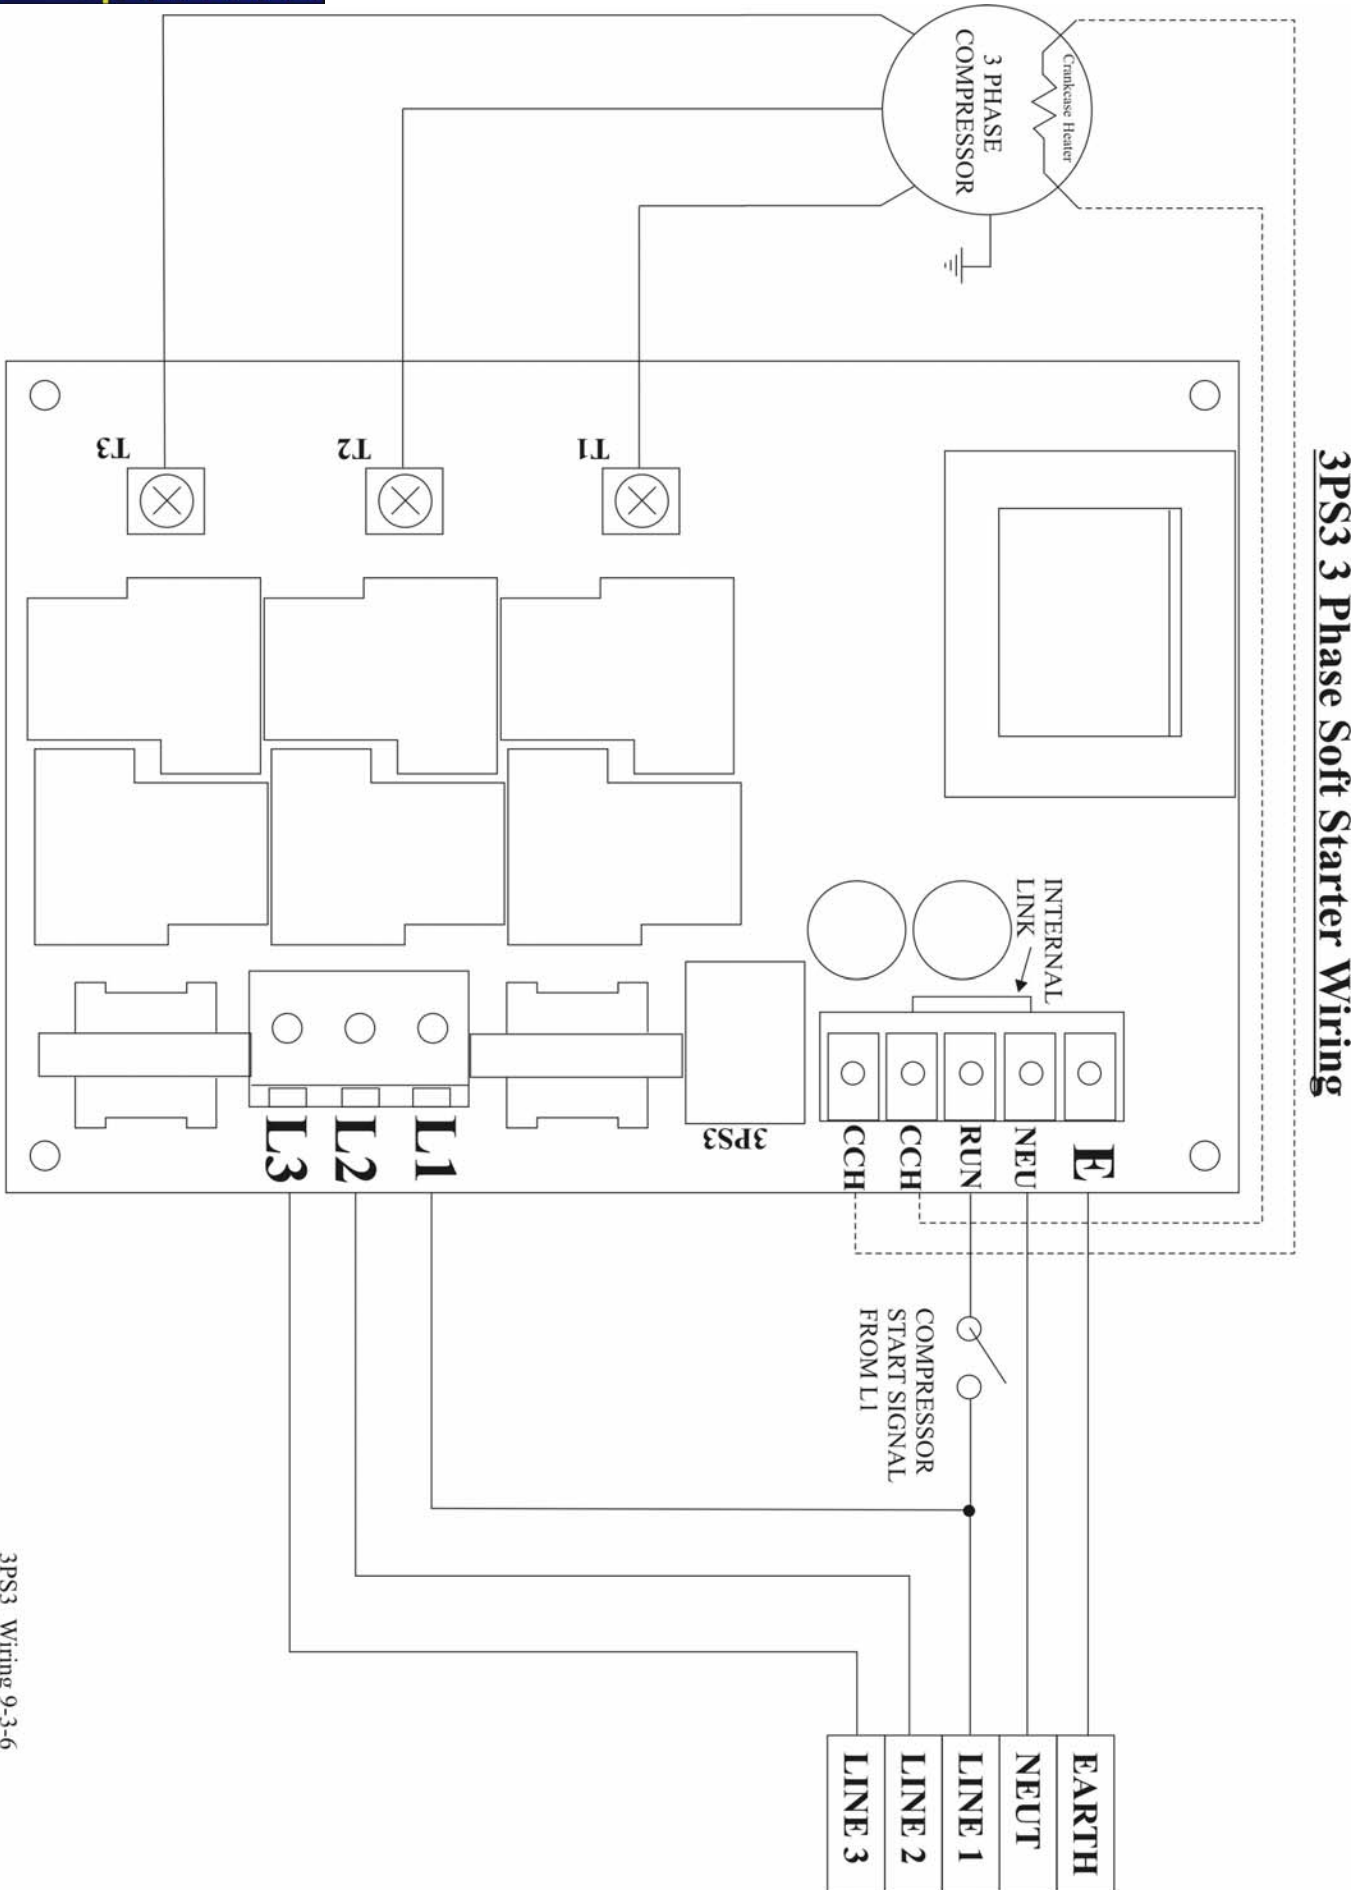 3PS3 3 Phase Soft Starter Wiring
Crankcase Heater
3 PHASE
COMPRESSOR
T1
T2
T3
INTERNAL
LINK
E
NEU
RUN
CCH
CCH
3PS3
L1
L2
L3
COMPRESSOR
START SIGNAL
FROM L1
EARTH
NEUT
LINE 1
LINE 2
LINE 3
3PS3 Wiring 9-3-6